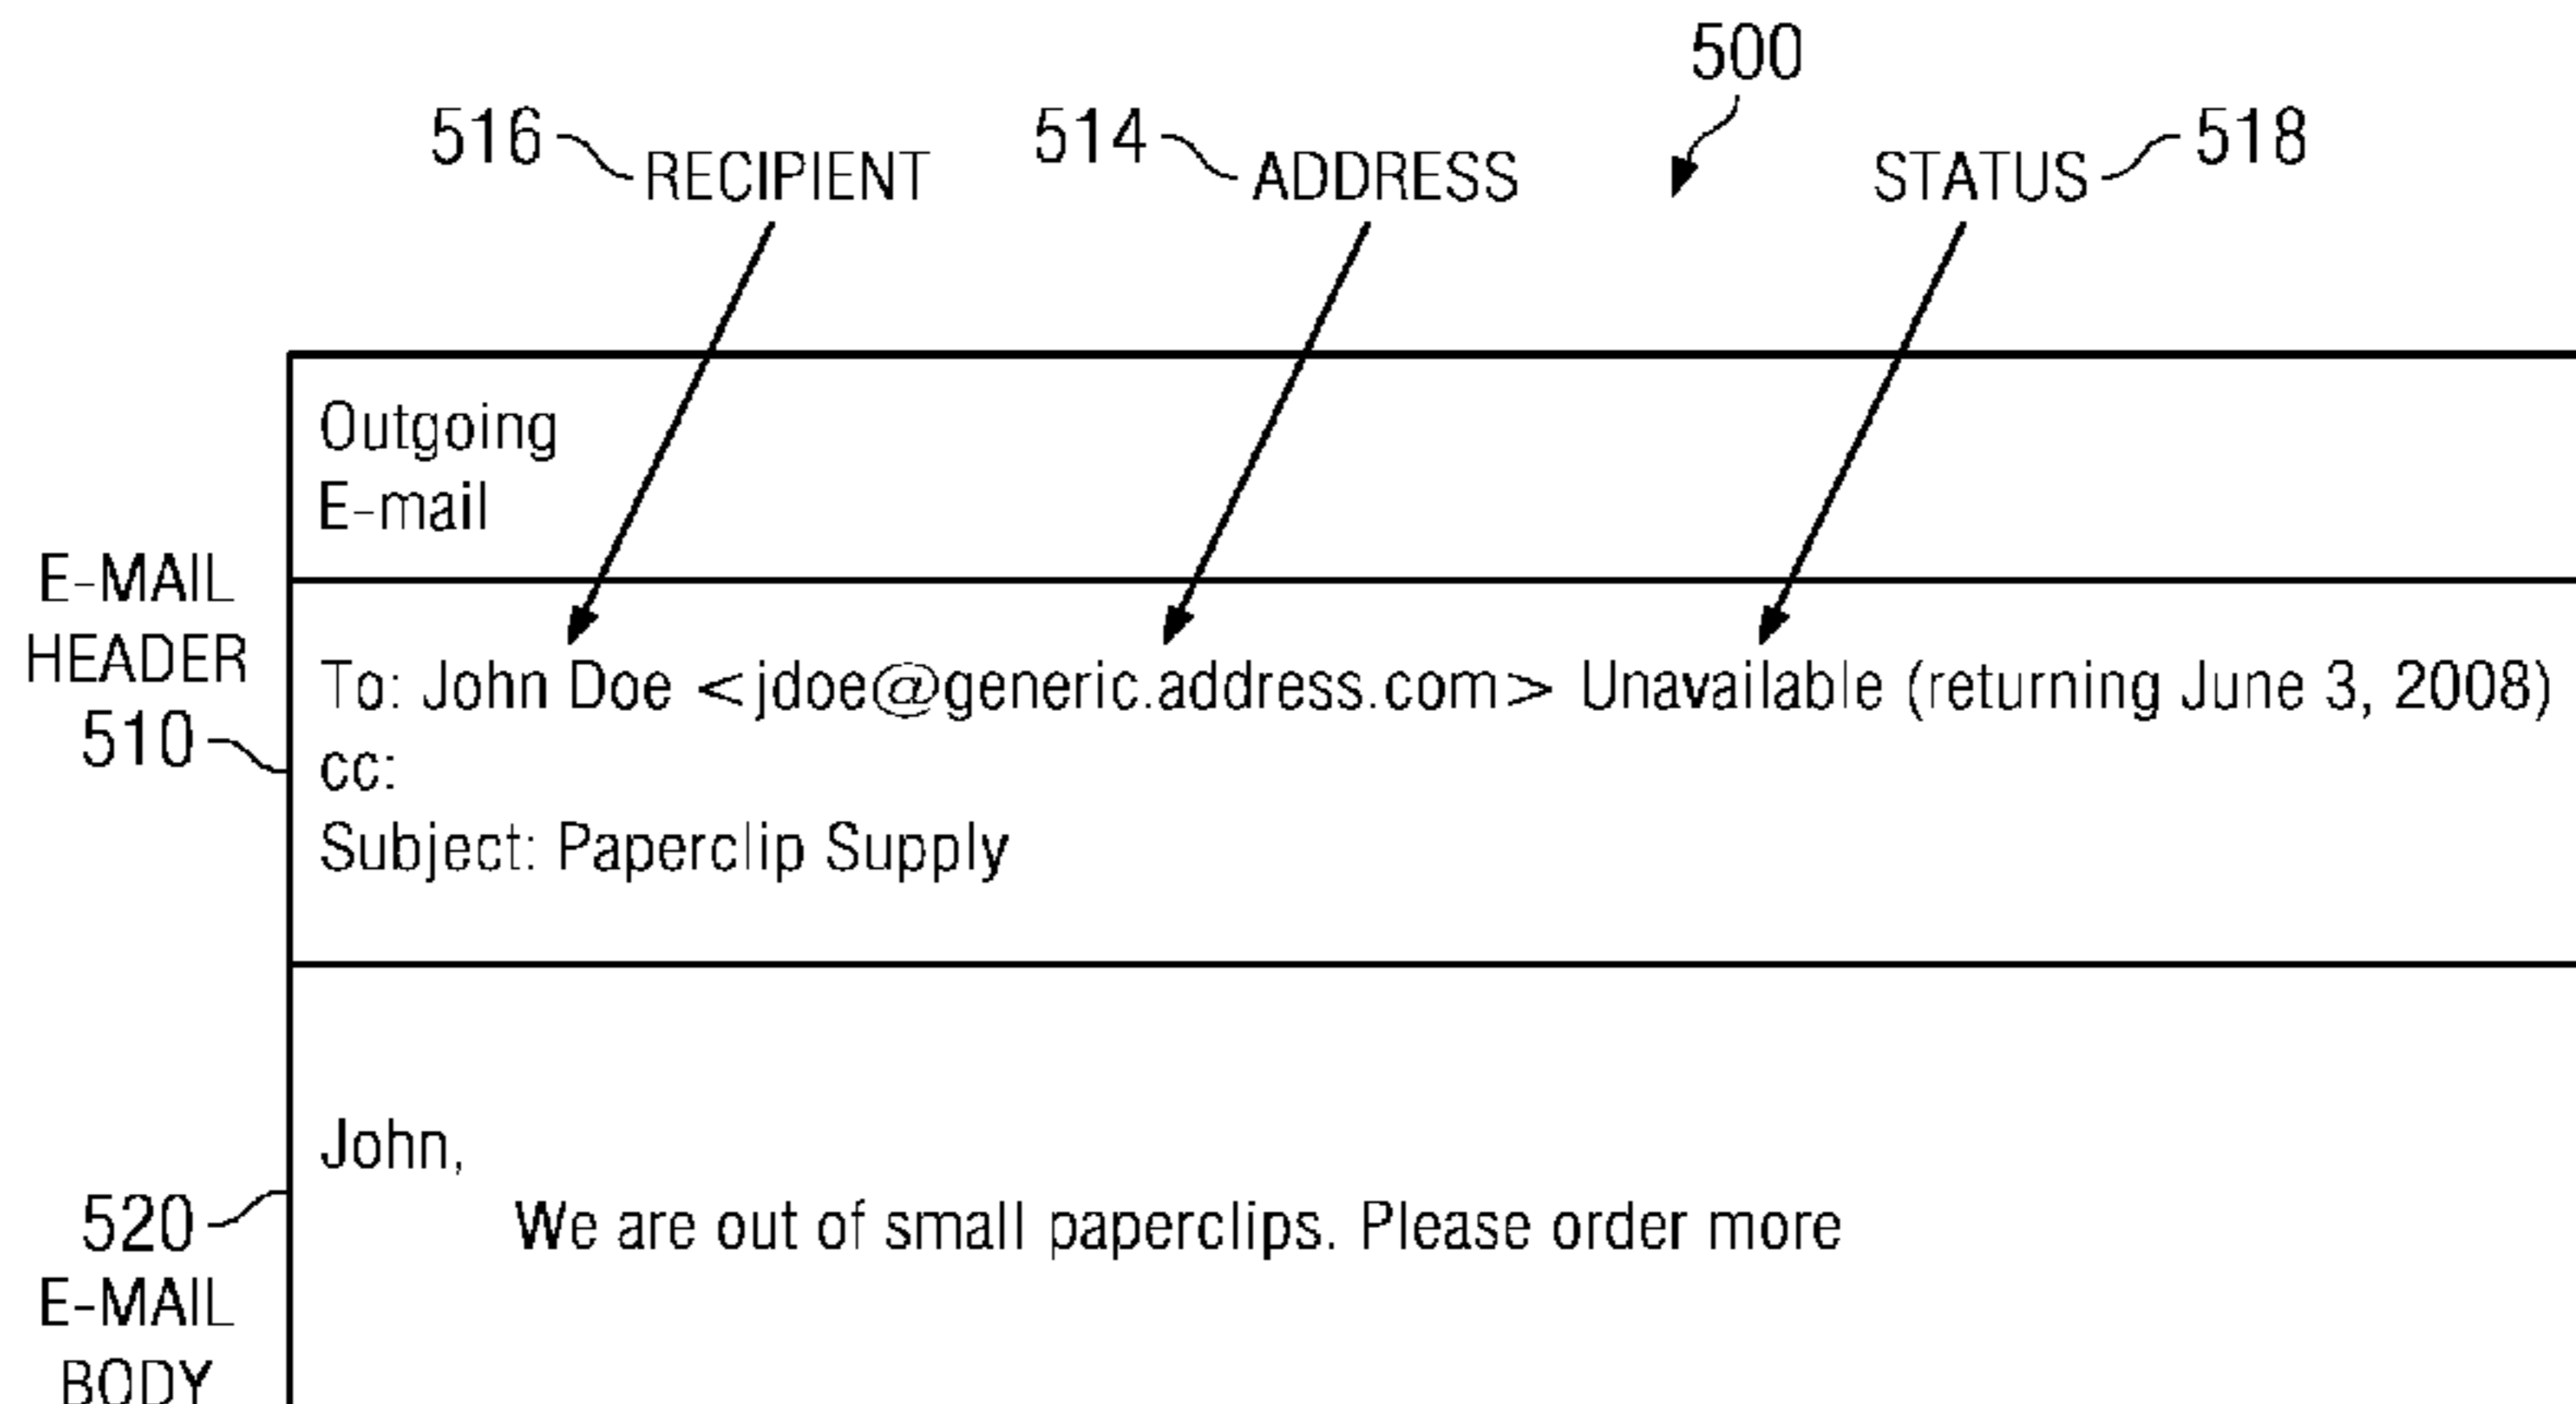 500
516 RECIPIENT 514 ADDRESS STATUS 518
Outgoing
E-mail
E-MAIL
HEADER
510
To: John Doe <jdoe@generic.address.com> Unavailable (returning June 3, 2008)
cc:
Subject: Paperclip Supply
John,
We are out of small paperclips. Please order more
520
E-MAIL
BODY